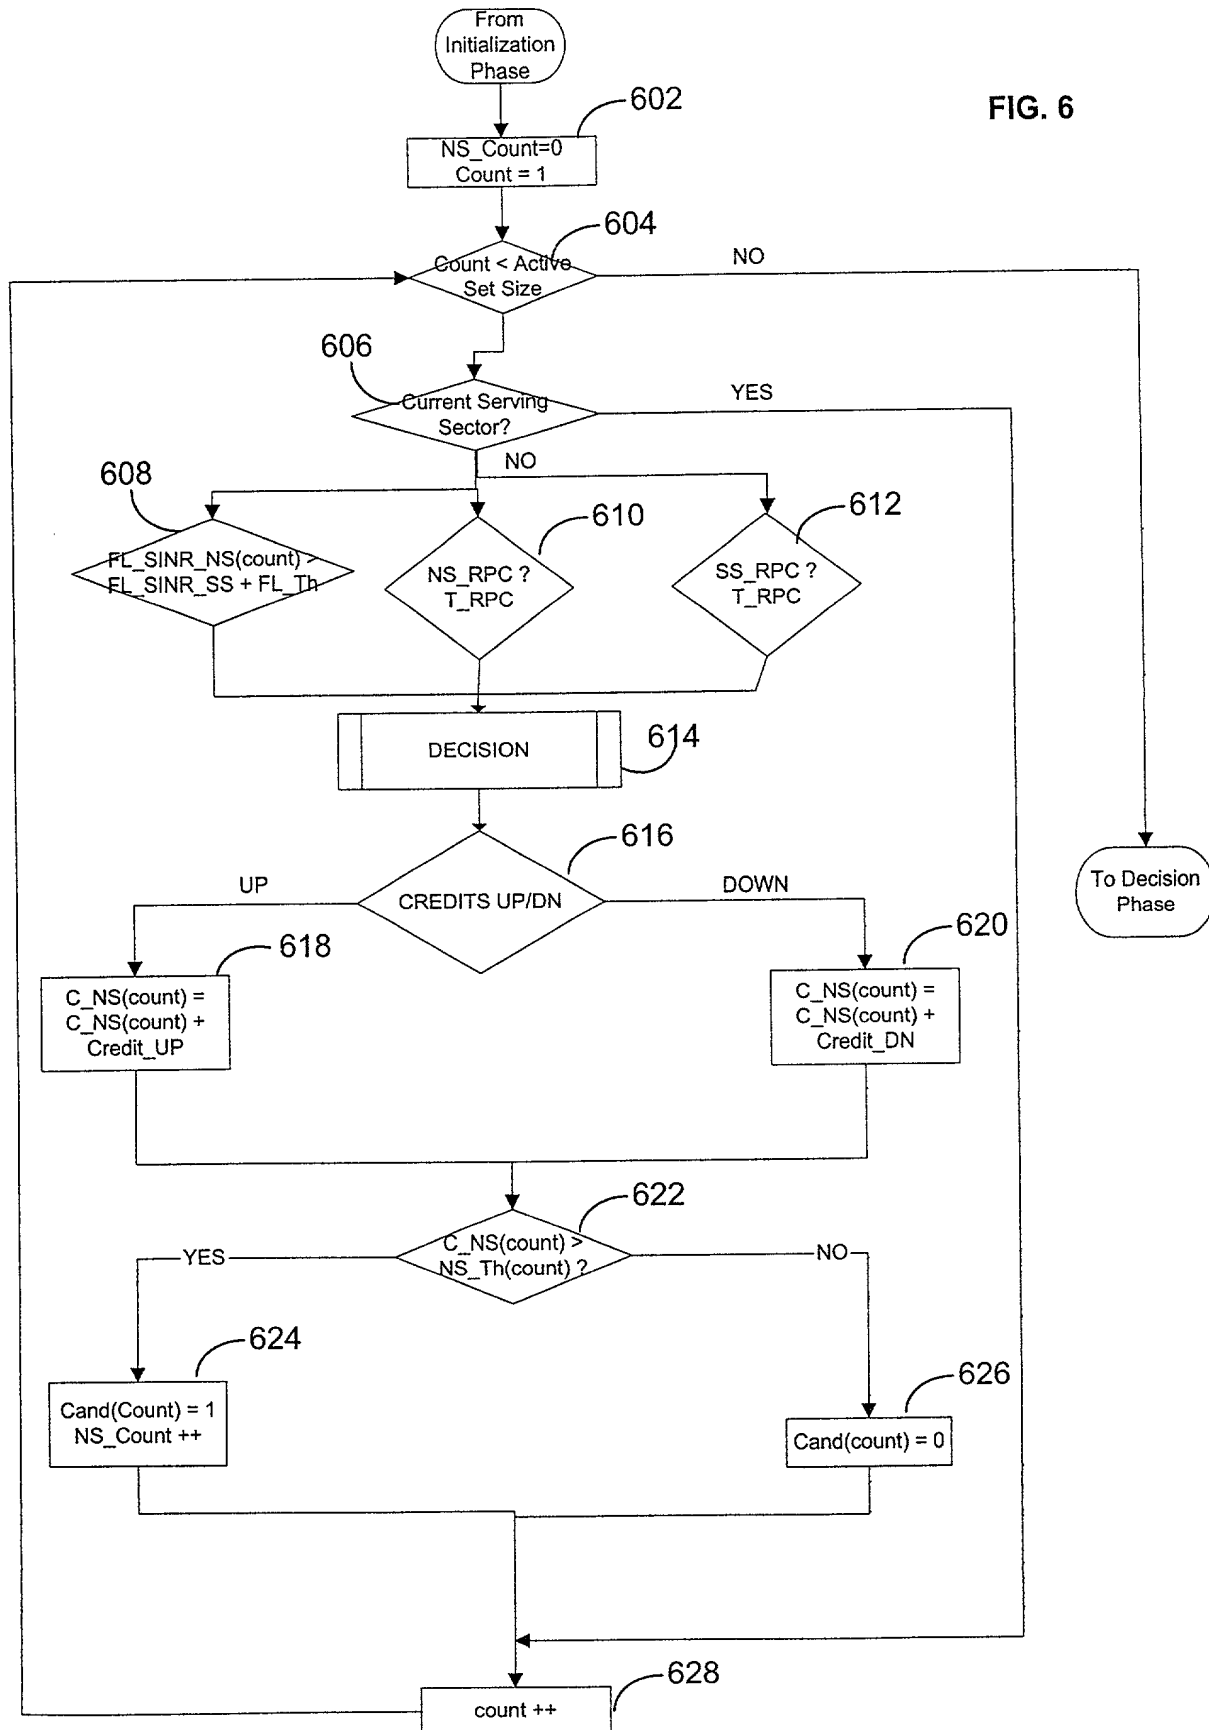 From
Initialization
Phase
FIG. 6
602
NS_Count=0
Count = 1
604
Count < Active
Set Size
NO
606
Current Serving
Sector?
YES
NO
608
FL_SINR_NS(count) >
FL_SINR_SS + FL_Th
610
NS_RPC ?
T_RPC
612
SS_RPC ?
T_RPC
DECISION
614
616
UP
CREDITS UP/DN
DOWN
To Decision
Phase
618
C_NS(count) =
C_NS(count) +
Credit_UP
620
C_NS(count) =
C_NS(count) +
Credit_DN
622
YES
C_NS(count) >
NS_Th(count) ?
NO
624
Cand(Count) = 1
NS_Count ++
626
Cand(count) = 0
628
count ++